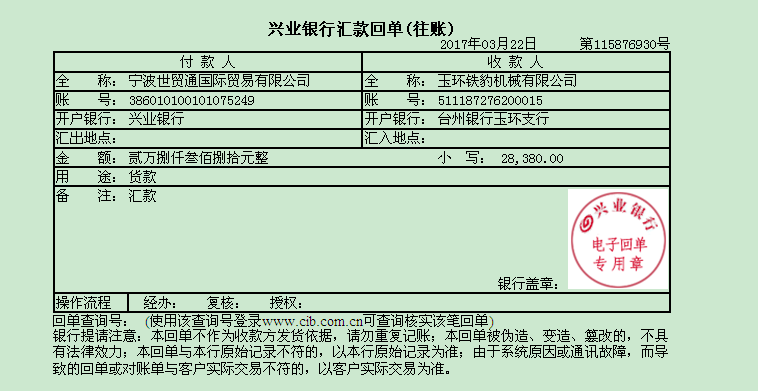 兴业银行汇款回单(往账)
2017年03月22日 第115876930号
付 款 人 收 款 人
全 称： 宁波世贸通国际贸易有限公司 全 称： 玉环铁豹机械有限公司
账 号： 386010100101075249 账 号： 511187276200015
开户银行： 兴业银行 开户银行： 台州银行玉环支行
汇出地点： 汇入地点：
金 额： 贰万捌仟叁佰捌拾元整 小 写： 28,380.00
用 途： 货款
备 注： 汇款
兴业银行
电子回单
专用章
银行盖章：
操作流程 经办： 复核： 授权：
回单查询号： (使用该查询号登录www.cib.com.cn可查询核实该笔回单)
银行提请注意：本回单不作为收款方发货依据，请勿重复记账；本回单被伪造、变造、篡改的，不具
有法律效力；本回单与本行原始记录不符的，以本行原始记录为准；由于系统原因或通讯故障，而导
致的回单或对账单与客户实际交易不符的，以客户实际交易为准。